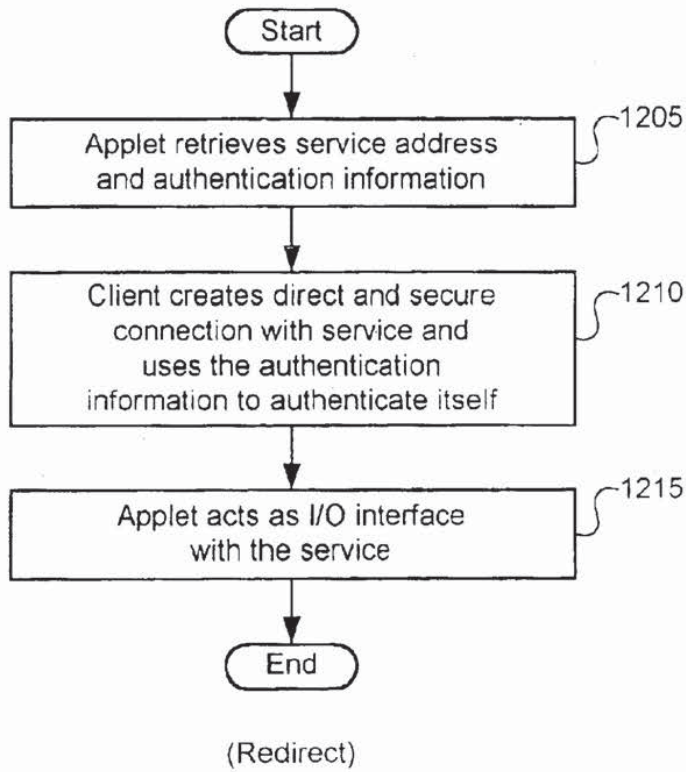 Start
1205
Applet retrieves service address
and authentication information
1210
Client creates direct and secure
connection with service and
uses the authentication
information to authenticate itself
1215
Applet acts as I/O interface
with the service
End
(Redirect)